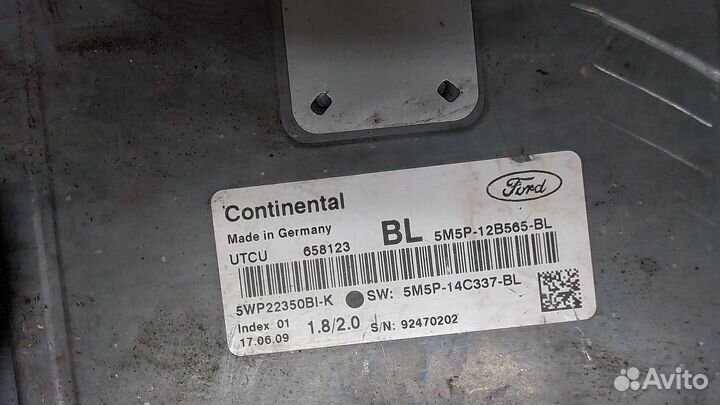 Continental
Ford
Made in Germany
UTCU 658123 BL 5M5P-12B565-BL
5WP22350BI-K SW: 5M5P-14C337-BL
Index 01 1.8/2.0 S/N: 92470202
17.06.09
Avito